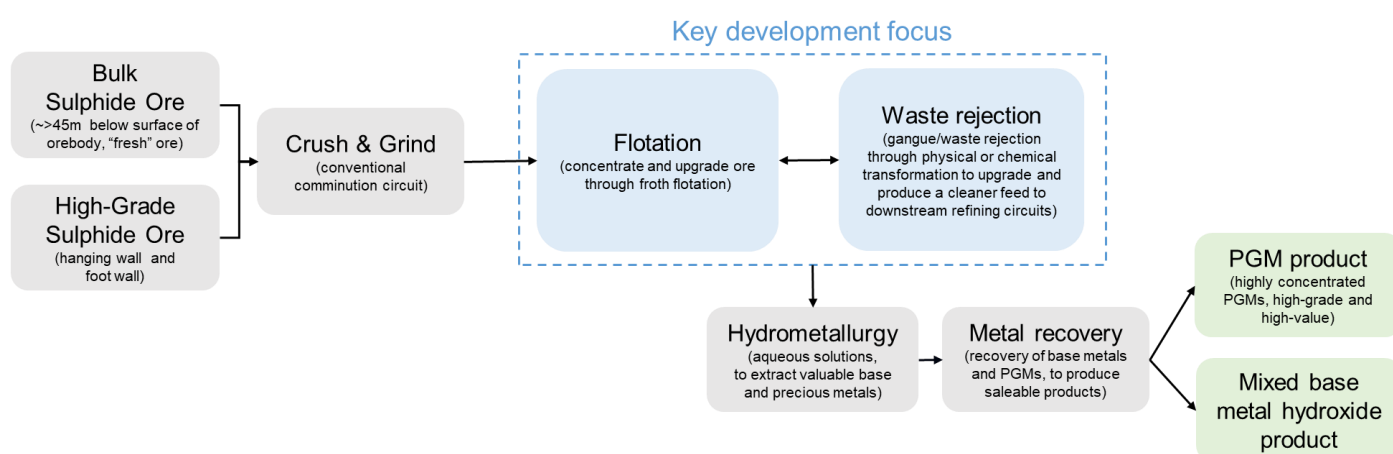 Key development focus
Bulk
Sulphide Ore
(~>45m below surface of
orebody, “fresh” ore)
High-Grade
Sulphide Ore
(hanging wall and
foot wall)
Crush & Grind
(conventional
comminution circuit)
Flotation
(concentrate and upgrade ore
through froth flotation)
Waste rejection
(gangue/waste rejection
through physical or chemical
transformation to upgrade and
produce a cleaner feed to
downstream refining circuits)
Hydrometallurgy
(aqueous solutions,
to extract valuable base
and precious metals)
Metal recovery
(recovery of base metals
and PGMs, to produce
saleable products)
PGM product
(highly concentrated
PGMs, high-grade and
high-value)
Mixed base
metal hydroxide
product